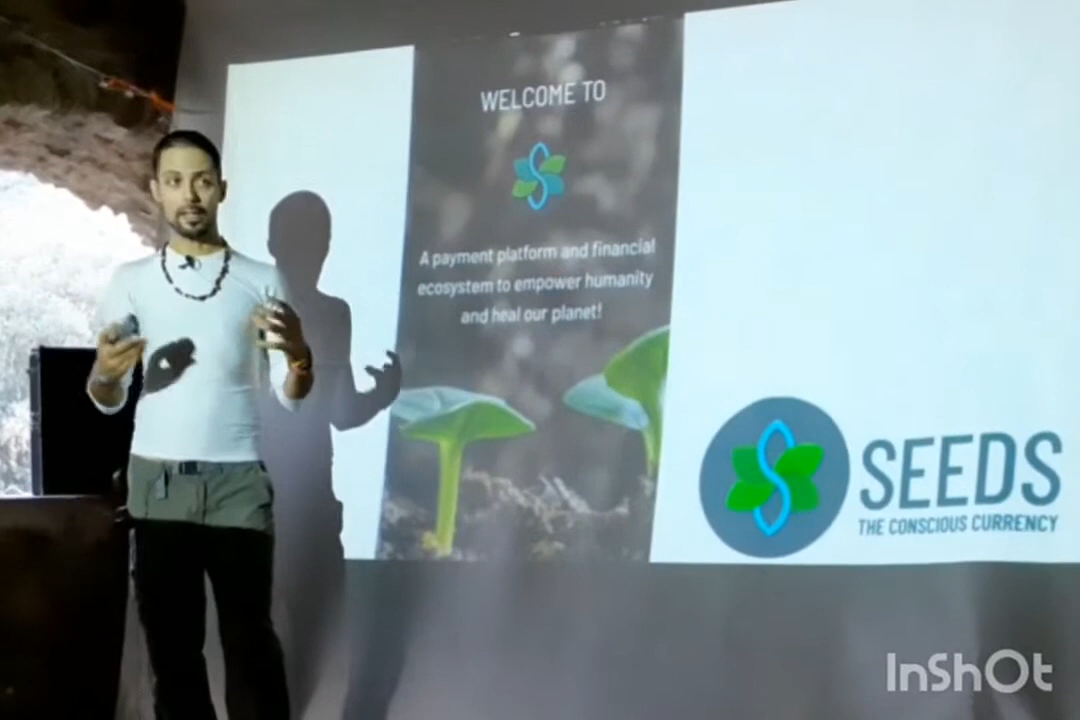 WELCOME TO
A payment platform and financial
ecosystem to empower humanity
and heal our planet!
SEEDS
THE CONSCIOUS CURRENCY
InShOt